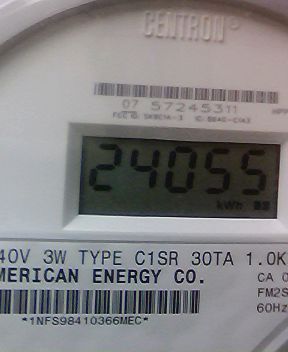 CENTRON®
07 57245311
24055
kWh
40V 3W TYPE C1SR 30TA 1.0K
MERICAN ENERGY CO.
CA 0
FM2S
*1NFS98410366MEC*
60Hz